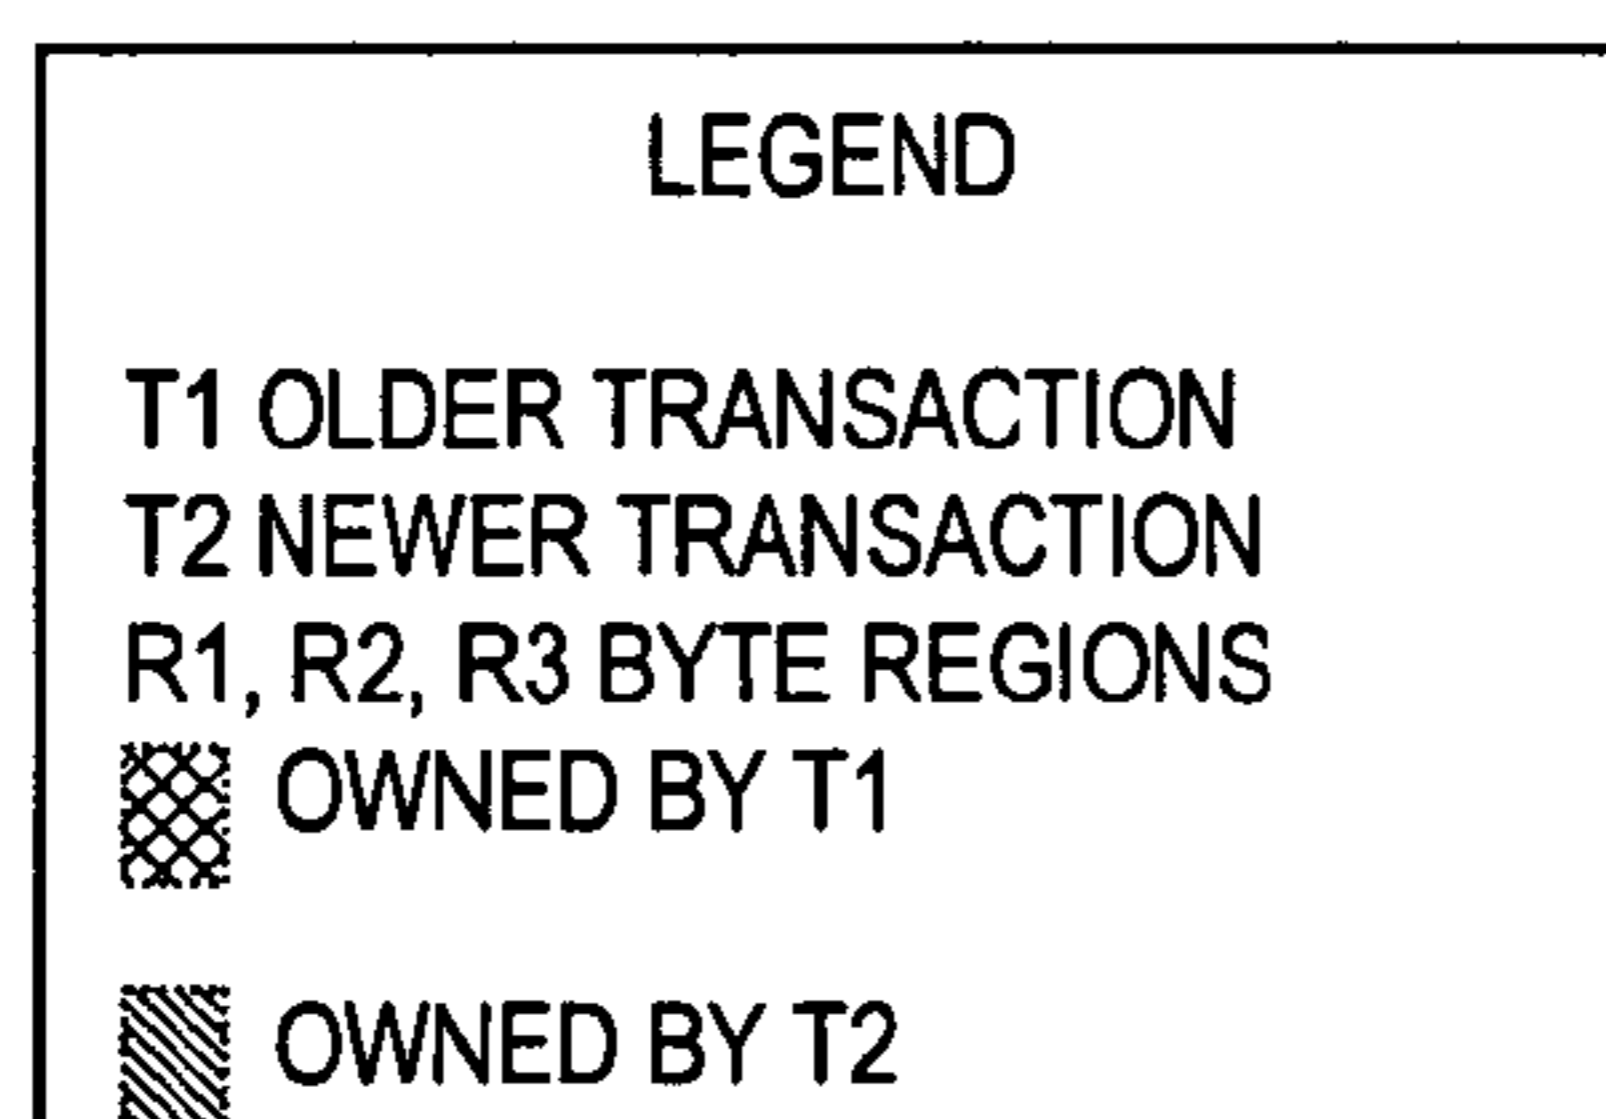 LEGEND
T1 OLDER TRANSACTION
T2 NEWER TRANSACTION
R1, R2, R3 BYTE REGIONS
OWNED BY T1
OWNED BY T2